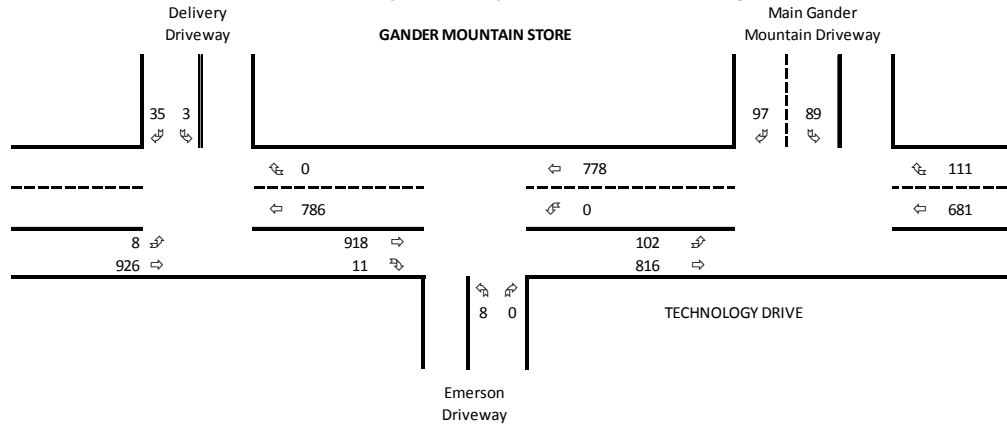 Delivery
Driveway
GANDER MOUNTAIN STORE
Main Gander
Mountain Driveway
35 3
97 89
0
778
111
786
0
681
8
918
102
926
11
816
8 0
TECHNOLOGY DRIVE
Emerson
Driveway